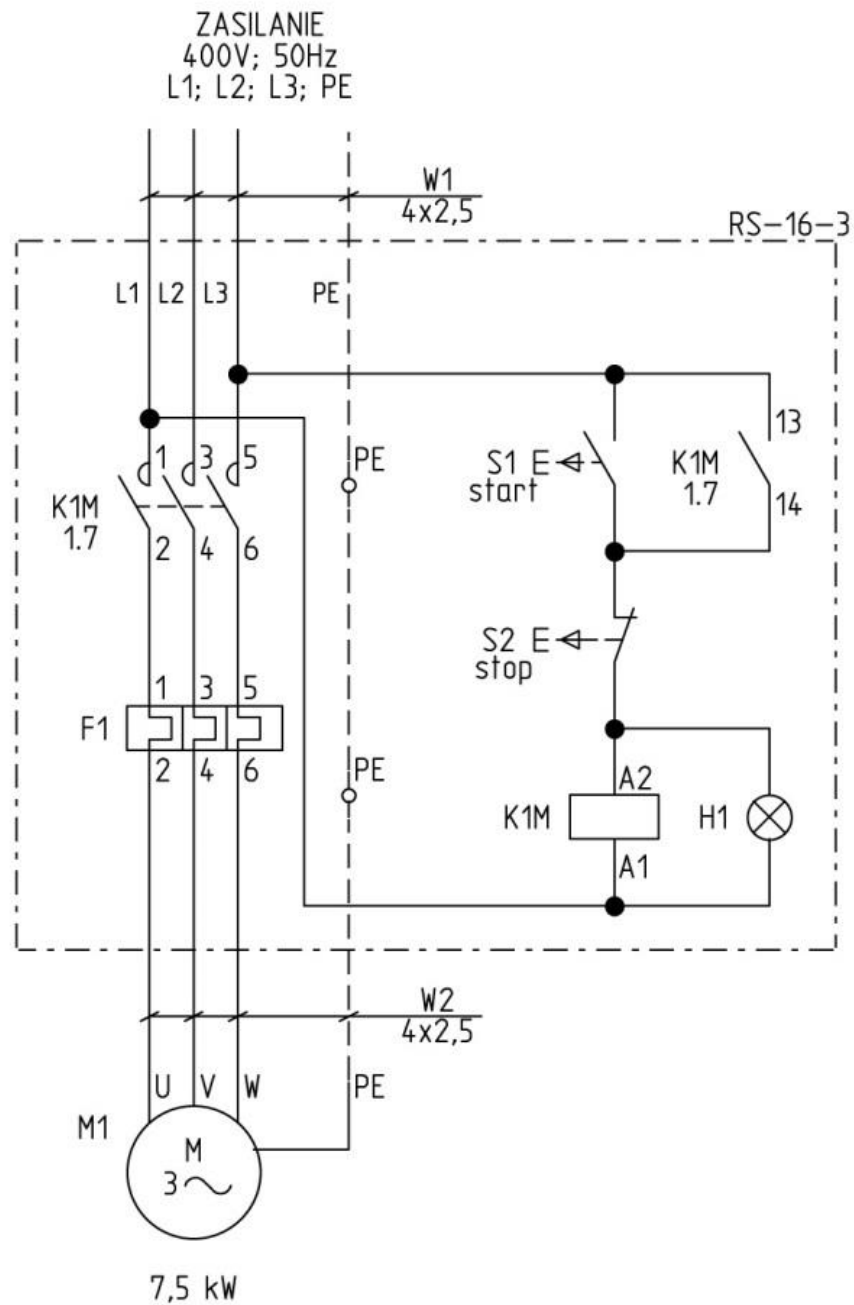 ZASILANIE
400V; 50Hz
L1; L2; L3; PE
W1
4x2,5
RS-16-3
L1 L2 L3 PE
13
1 3 5 PE
S1 E K1M
start 1.7
K1M
1.7
14
2 4 6
S2 E
stop
1 3 5
F1
2 4 6 PE
A2
K1M H1
A1
W2
4x2,5
U V W PE
M1
M
3
7,5 kW